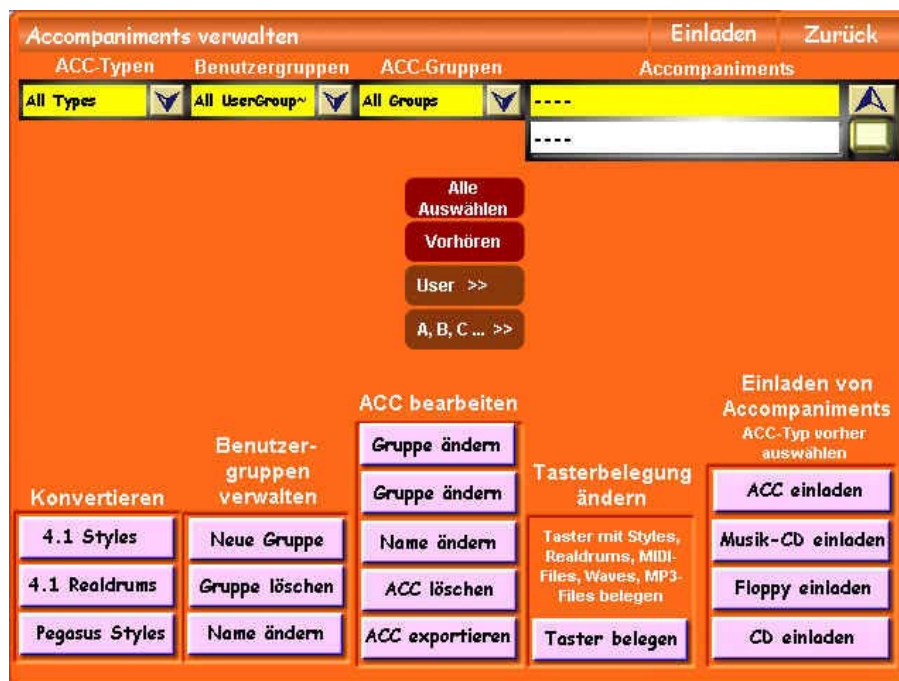 Accompaniments verwalten
Einladen
Zurück
ACC-Typen
Benutzergruppen
ACC-Gruppen
Accompaniments
All Types
All UserGroup~
All Groups
----
----
Alle
Auswählen
Vorhören
User >>
A, B, C ... >>
Konvertieren
4.1 Styles
4.1 Realdrums
Pegasus Styles
Benutzer-
gruppen
verwalten
Neue Gruppe
Gruppe löschen
Name ändern
ACC bearbeiten
Gruppe ändern
Gruppe ändern
Name ändern
ACC löschen
ACC exportieren
Tasterbelegung
ändern
Taster mit Styles,
Realdrums, MIDI-
Files, Waves, MP3-
Files belegen
Taster belegen
Einladen von
Accompaniments
ACC-Typ vorher
auswählen
ACC einladen
Musik-CD einladen
Floppy einladen
CD einladen